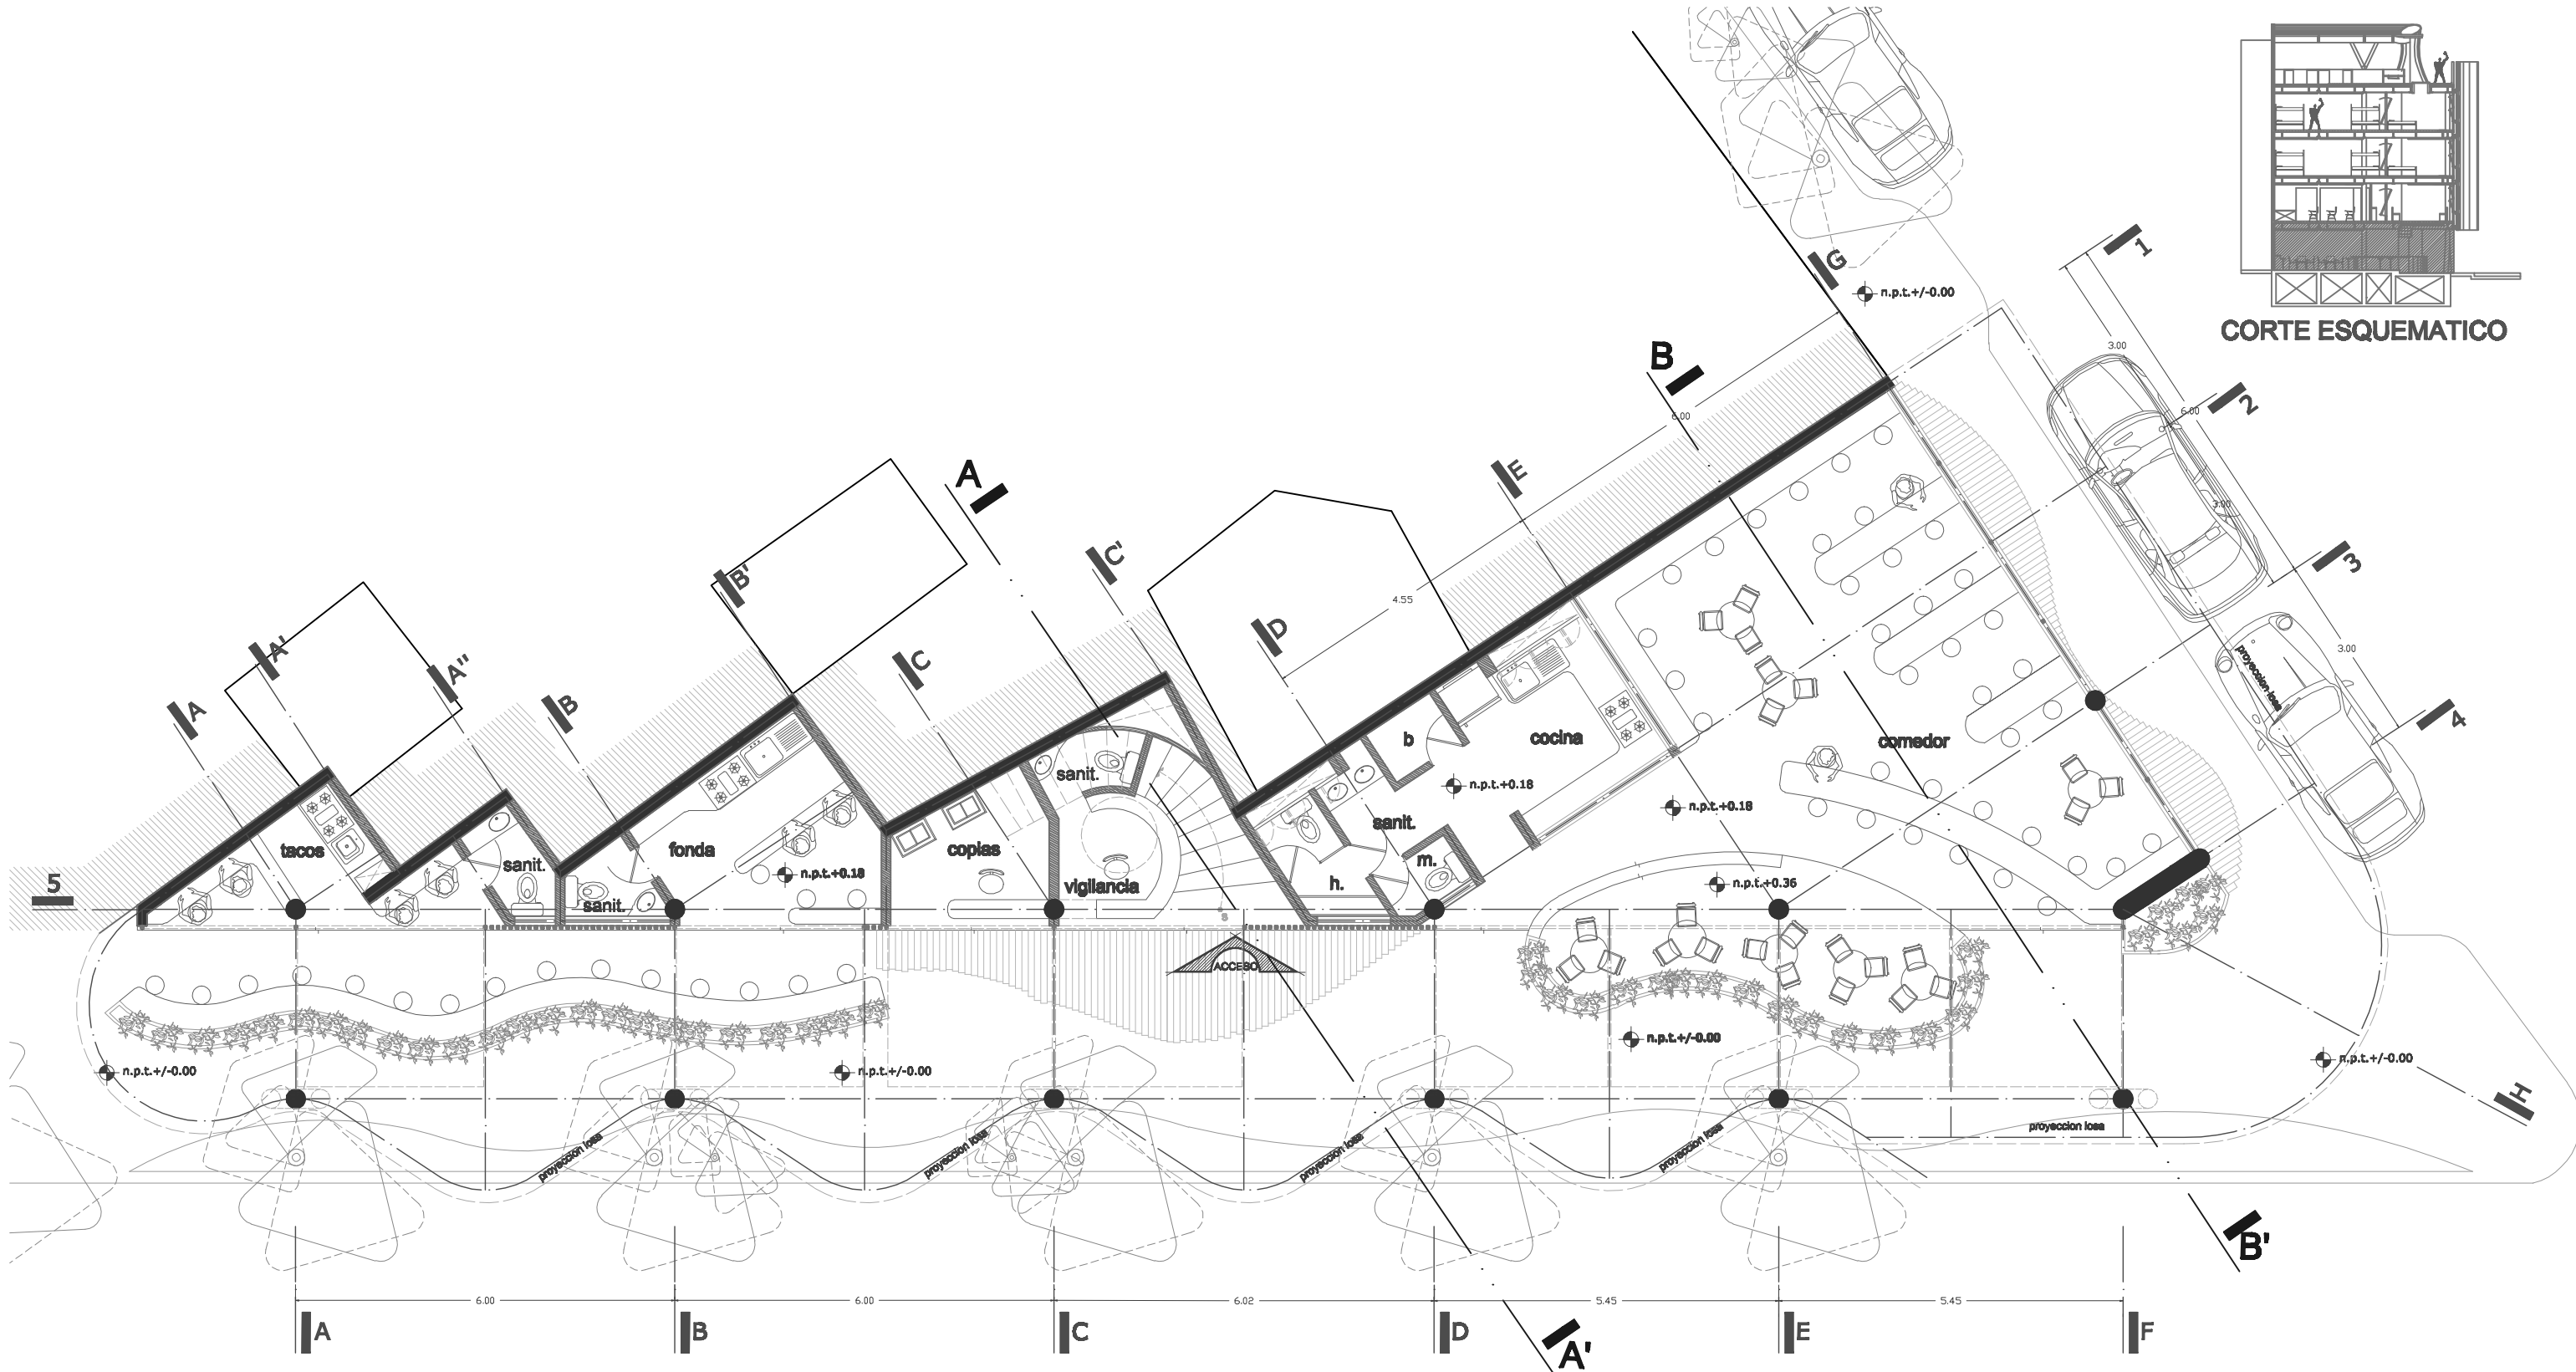 CORTE ESQUEMATICO
1
G
n.p.t.+/-0.00
3.00
B
2
6.00
6.00
A
E
3.00
C'
3
B'
4.55
D
3.00
proyeccion losa
A'
A''
C
B
A
4
b
cocina
comedor
sanit.
n.p.t.+0.18
n.p.t.+0.18
sanit.
tacos
fonda
copias
m.
sanit.
n.p.t.+0.18
vigilancia
h.
n.p.t.+0.36
5
sanit.
s
ACCESO
n.p.t.+/-0.00
n.p.t.+/-0.00
n.p.t.+/-0.00
n.p.t.+/-0.00
H
proyeccion losa
proyeccion losa
proyeccion losa
proyeccion losa
proyeccion losa
B'
6.00
6.00
6.02
5.45
5.45
A
B
C
D
E
F
A'